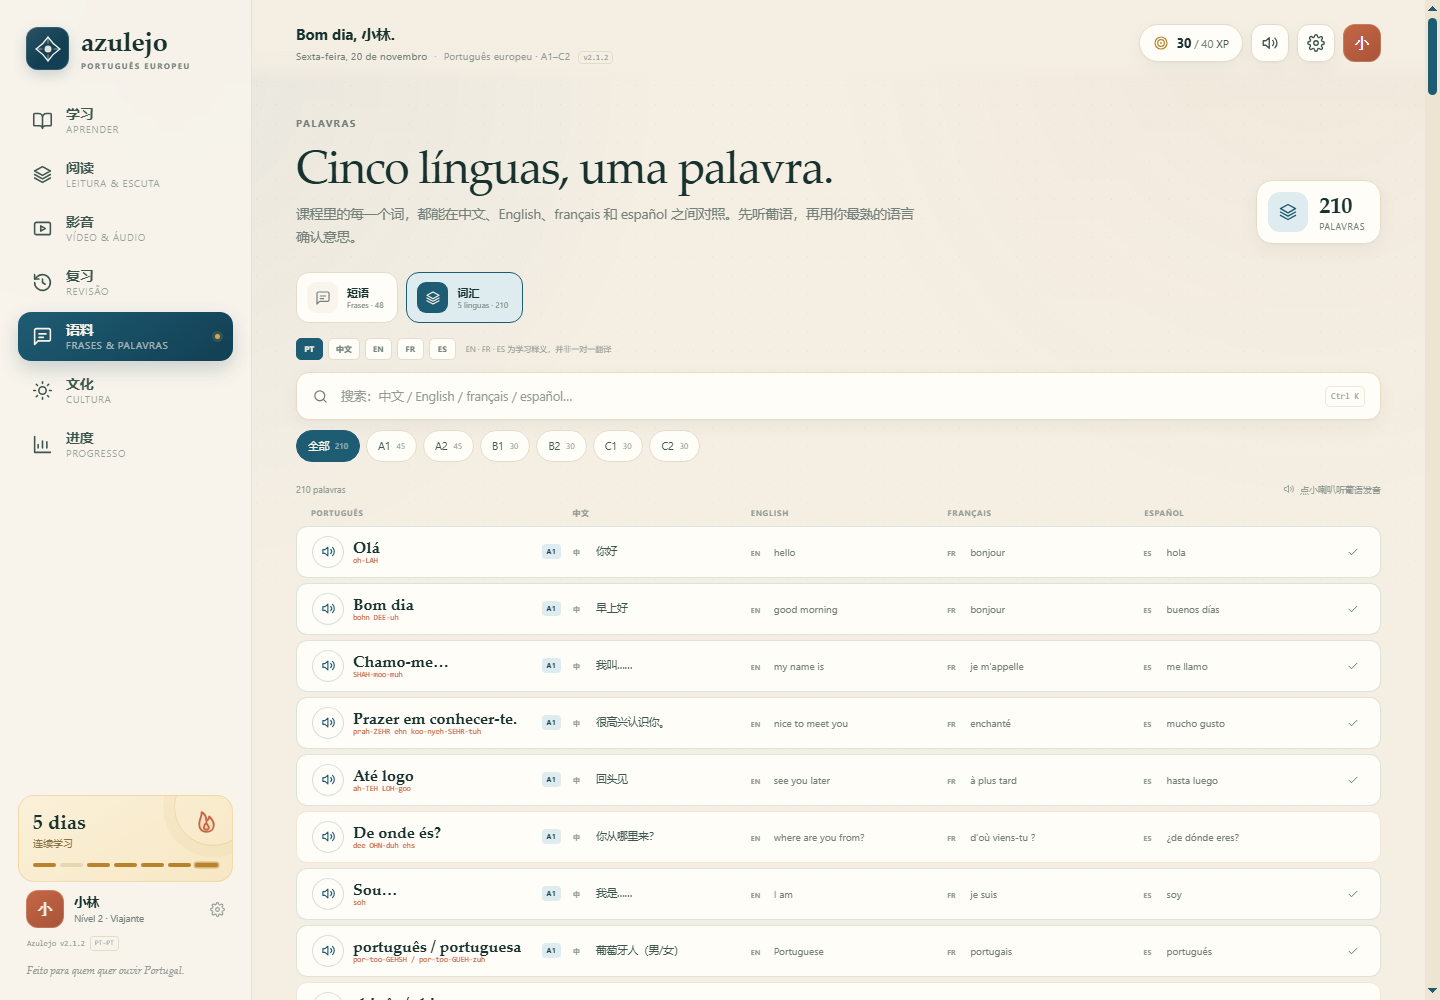 azulejo
PORTUGUÊS EUROPEU
学习
APRENDER
阅读
LEITURA & ESCUTA
影音
VÍDEO & ÁUDIO
复习
REVISÃO
语料
FRASES & PALAVRAS
文化
CULTURA
进度
PROGRESSO
5 dias
连续学习
小
小林
Nível 2 · Viajante
Azulejo v2.1.2 PT-PT
Feito para quem quer ouvir Portugal.
Bom dia, 小林.
Sexta-feira, 20 de novembro · Português europeu · A1–C2 v2.1.2
30 / 40 XP
小
PALAVRAS
Cinco línguas, uma palavra.
课程里的每一个词，都能在中文、English、français 和 español 之间对照。先听葡语，再用你最熟的语言
确认意思。
210
PALAVRAS
短语
Frases · 48
词汇
5 línguas · 210
PT 中文 EN FR ES EN · FR · ES 为学习释义，并非一对一翻译
搜索：中文 / English / français / español…
Ctrl K
全部 210 A1 45 A2 45 B1 30 B2 30 C1 30 C2 30
210 palavras
点小喇叭听葡语发音
PORTUGUÊS 中文 ENGLISH FRANÇAIS ESPAÑOL
Olá A1 中 你好 EN hello FR bonjour ES hola
oh-LAH
Bom dia A1 中 早上好 EN good morning FR bonjour ES buenos días
bohn DEE-uh
Chamo-me… A1 中 我叫…… EN my name is FR je m'appelle ES me llamo
SHAH-moo-muh
Prazer em conhecer-te. A1 中 很高兴认识你。 EN nice to meet you FR enchanté ES mucho gusto
prah-ZEHR ehn koo-nyeh-SEHR-tuh
Até logo A1 中 回头见 EN see you later FR à plus tard ES hasta luego
ah-TEH LOH-goo
De onde és? A1 中 你从哪里来？ EN where are you from? FR d'où viens-tu ? ES ¿de dónde eres?
dee OHN-duh ehs
Sou… A1 中 我是…… EN I am FR je suis ES soy
soh
português / portuguesa A1 中 葡萄牙人（男/女） EN Portuguese FR portugais ES portugués
por-too-GEHSH / por-too-GUEH-zuh